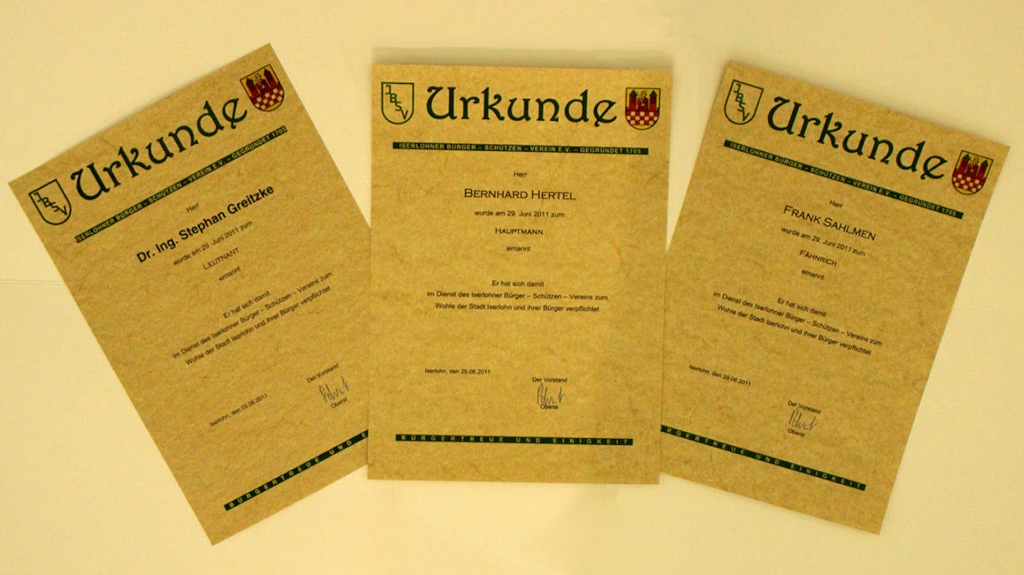 Urkunde
JBSV
ISERLOHNER BÜRGER – SCHÜTZEN – VEREIN E.V. – GEGRÜNDET 1705
Herr
Dr. Ing. Stephan Greitzke
wurde am 29. Juni 2011 zum
LEUTNANT
ernannt
Er hat sich damit
im Dienst des Iserlohner Bürger – Schützen – Vereins zum
Wohle der Stadt Iserlohn und ihrer Bürger verpflichtet
Iserlohn, den 29.06.2011
Der Vorstand
Oberst
BÜRGERTREUE UND E
JBSV
Urkunde
ISERLOHNER BÜRGER – SCHÜTZEN – VEREIN E.V. – GEGRÜNDET 1705
Herr
BERNHARD HERTEL
wurde am 29. Juni 2011 zum
HAUPTMANN
ernannt
Er hat sich damit
im Dienst des Iserlohner Bürger – Schützen – Vereins zum
Wohle der Stadt Iserlohn und ihrer Bürger verpflichtet
Iserlohn, den 29.06.2011
Der Vorstand
Oberst
BÜRGERTREUE UND EINIGKEIT
JBSV
Urkunde
ISERLOHNER BÜRGER – SCHÜTZEN – VEREIN E.V. – GEGRÜNDET 1705
Herr
FRANK SAHLMEN
wurde am 29. Juni 2011 zum
FÄHNRICH
ernannt
Er hat sich damit
im Dienst des Iserlohner Bürger – Schützen – Vereins zum
Wohle der Stadt Iserlohn und ihrer Bürger verpflichtet
Iserlohn, den 29.06.2011
Der Vorstand
Oberst
RGERTREUE UND EINIGKEIT